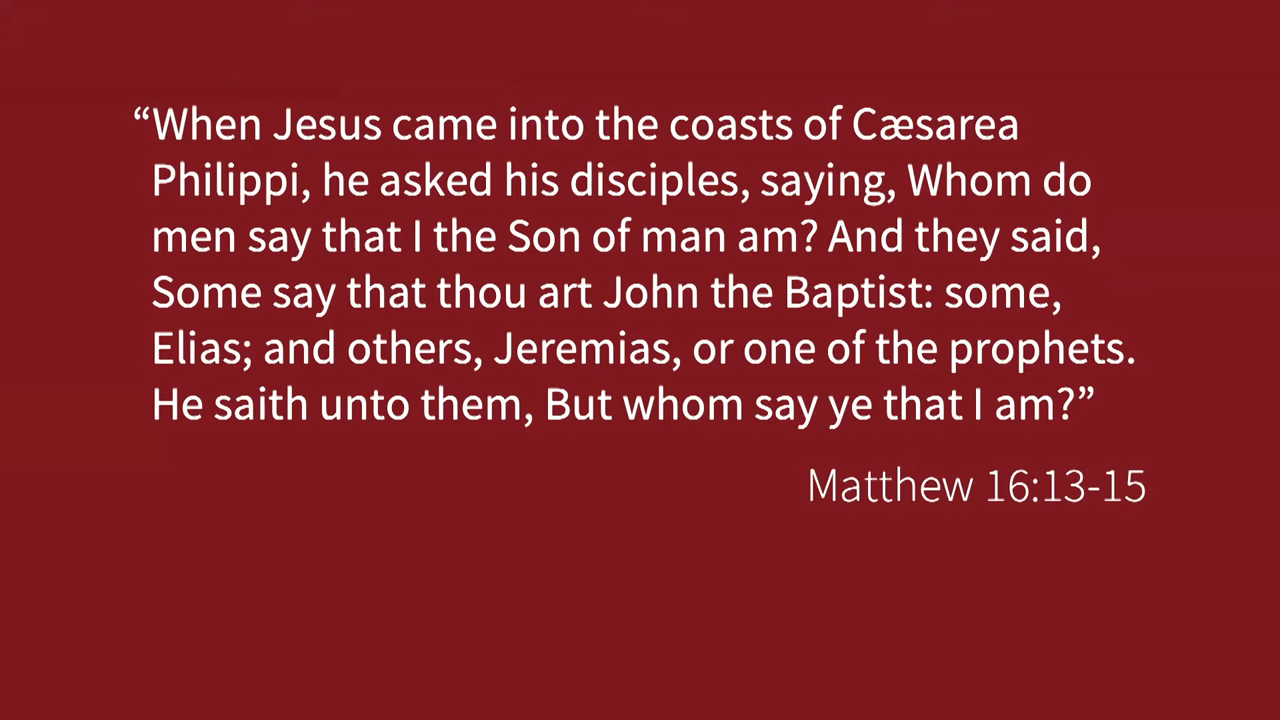 “When Jesus came into the coasts of Cæsarea
Philippi, he asked his disciples, saying, Whom do
men say that I the Son of man am? And they said,
Some say that thou art John the Baptist: some,
Elias; and others, Jeremias, or one of the prophets.
He saith unto them, But whom say ye that I am?”
Matthew 16:13-15